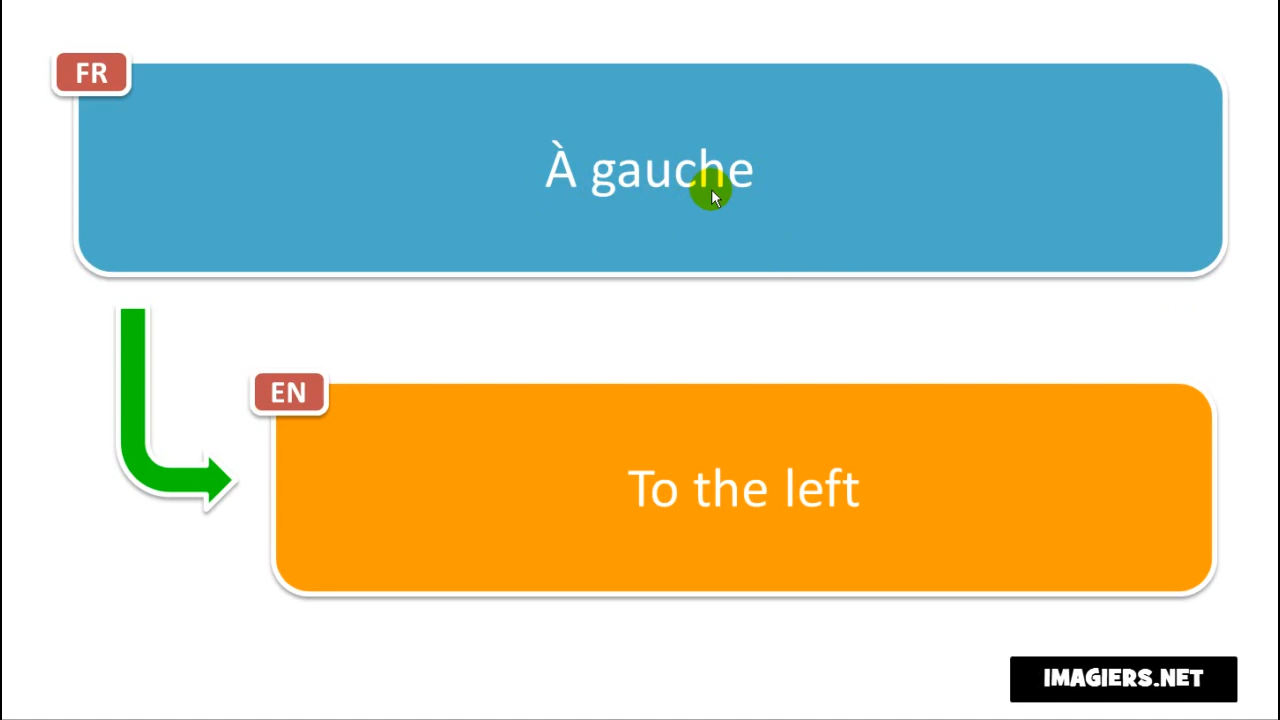 FR
À gauche
EN
To the left
IMAGIERS.NET